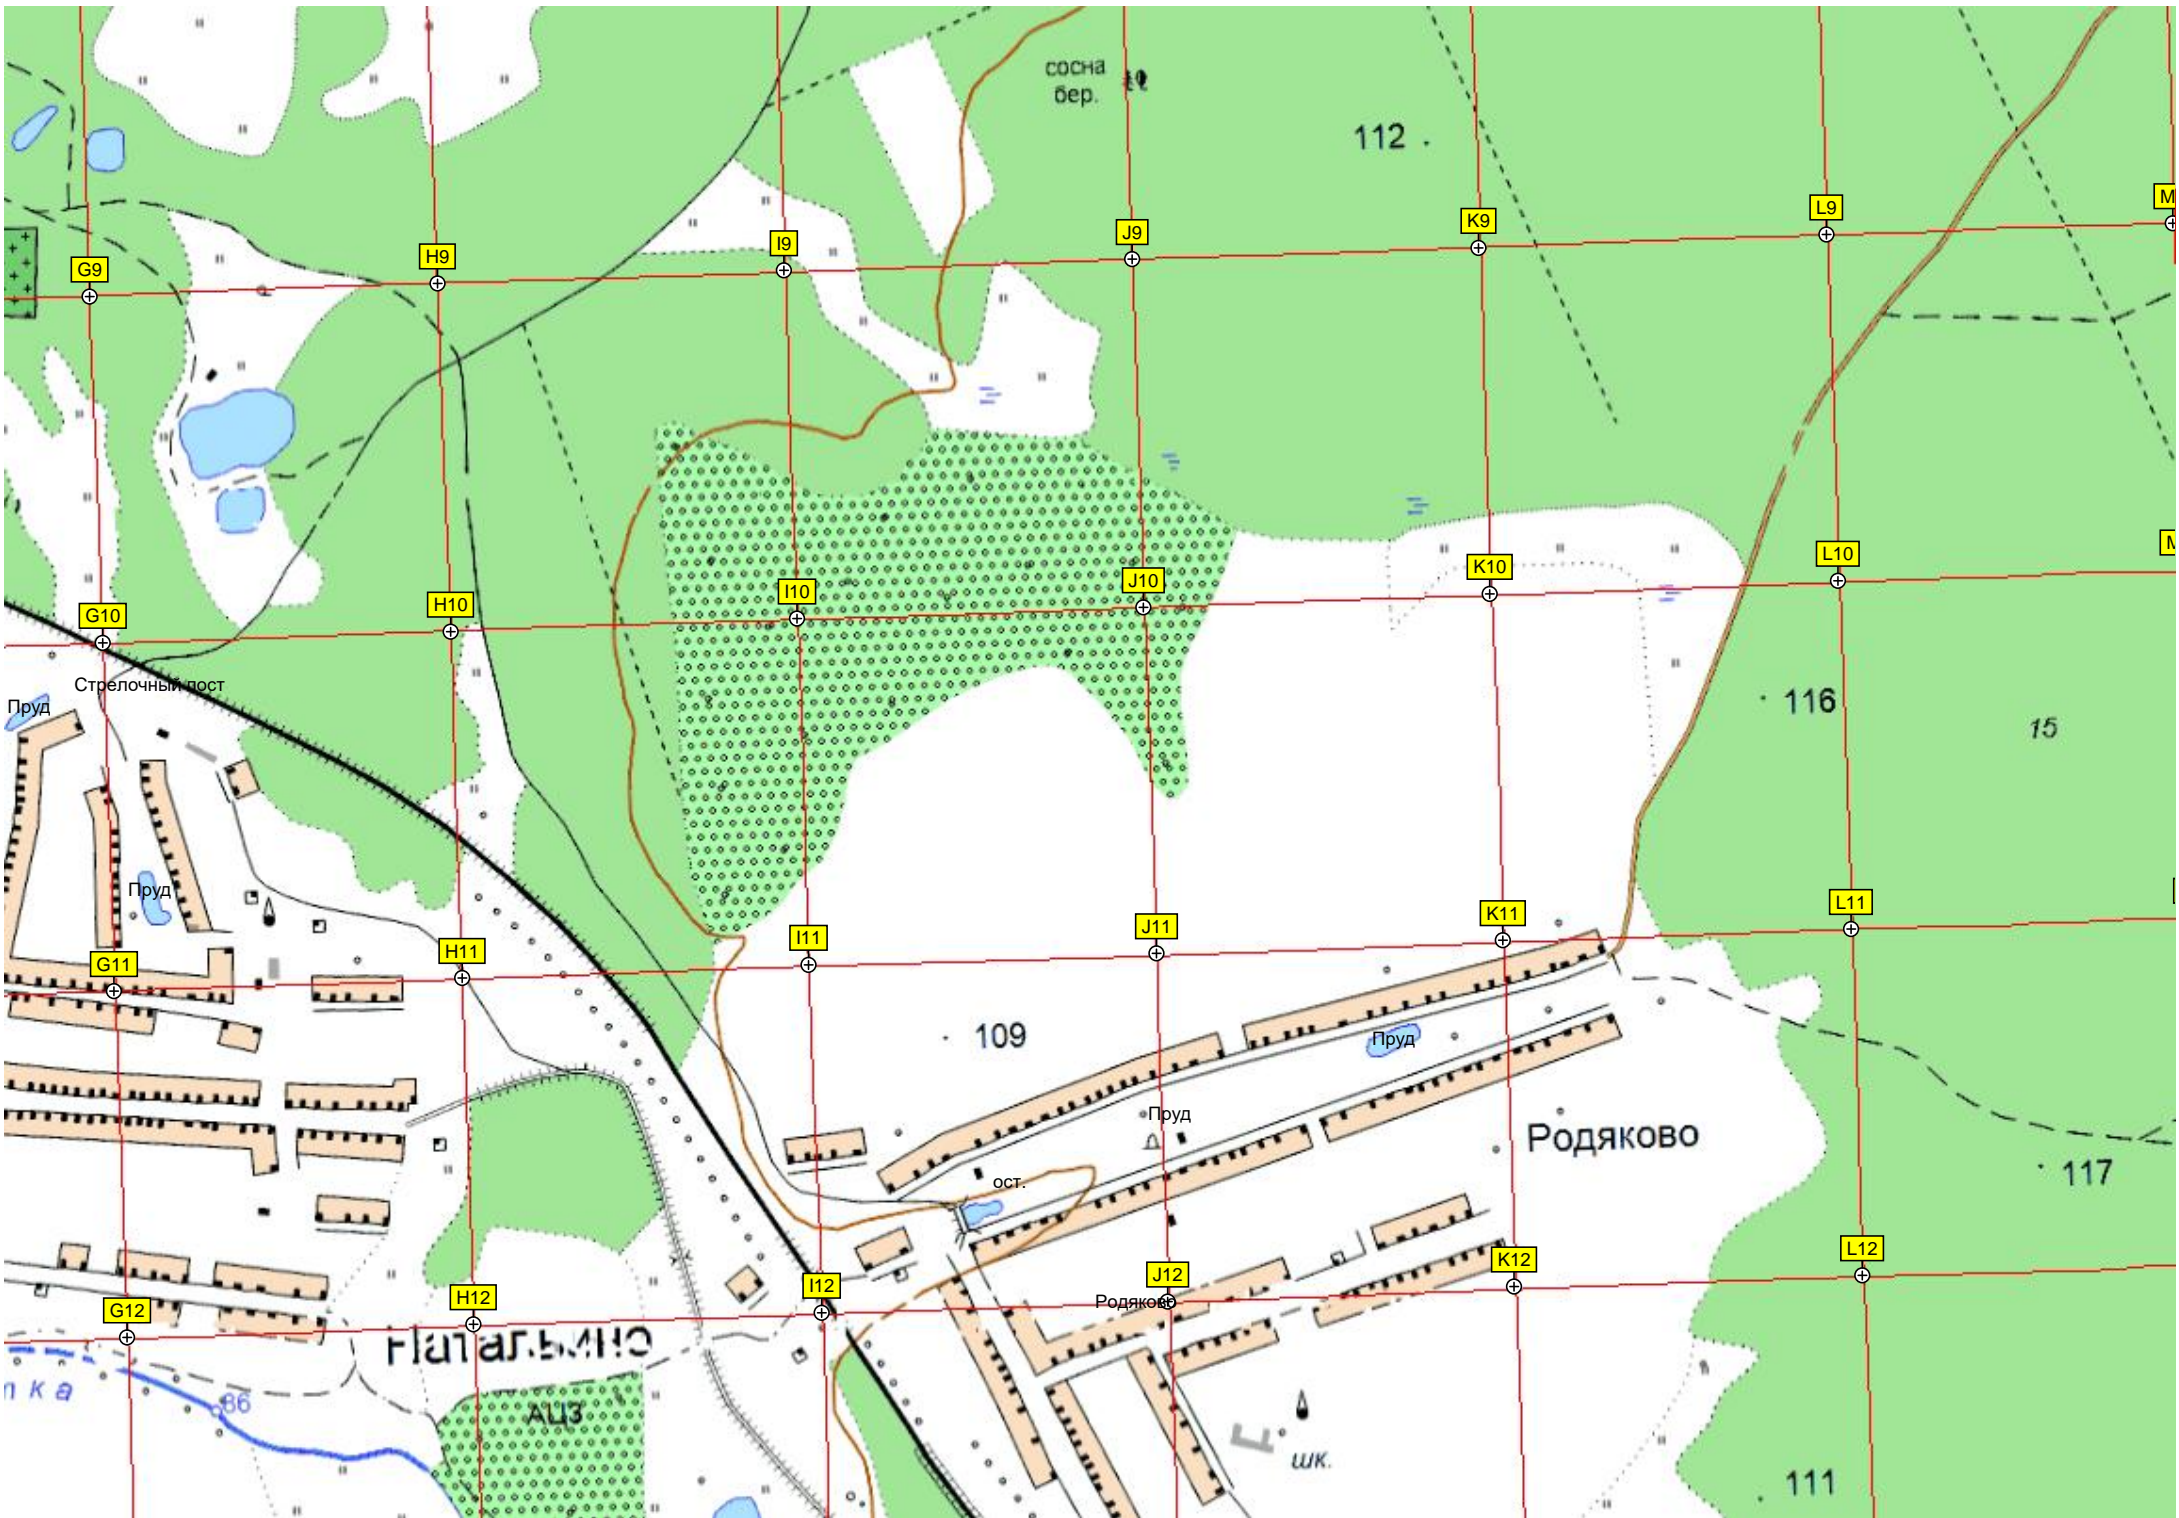 сосна
бер.
112
M
L9
K9
J9
I9
H9
G9
L10
K10
J10
I10
H10
G10
Стрелочный пост
Пруд
116
15
Пруд
L11
K11
J11
I11
H11
G11
109
Пруд
Пруд
Родяково
117
ост.
L12
K12
J12
I12
H12
G12
Родяково
Натальино
86
АЦЗ
шк.
111